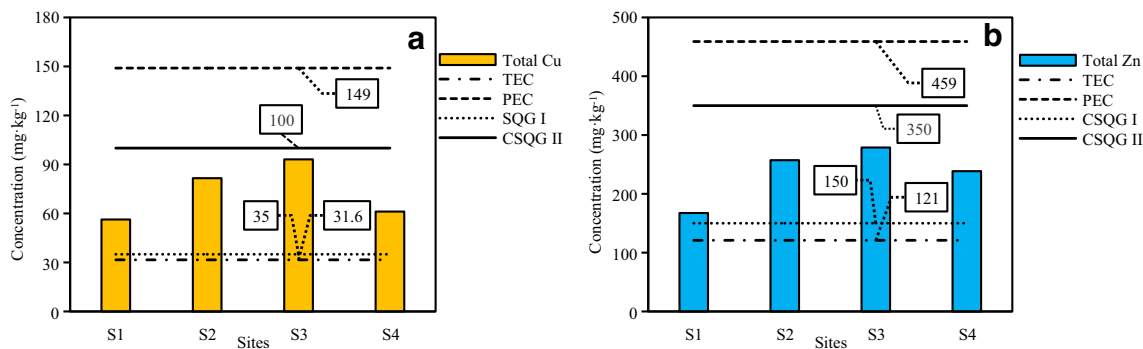 a
180
150
120
90
60
30
0
Concentration (mg·kg⁻¹)
149
100
35
31.6
S1
S2
S3
S4
Sites
Total Cu
TEC
PEC
SQG I
CSQG II
b
500
400
300
200
100
0
Concentration (mg·kg⁻¹)
459
350
150
121
S1
S2
S3
S4
Sites
Total Zn
TEC
PEC
CSQG I
CSQG II